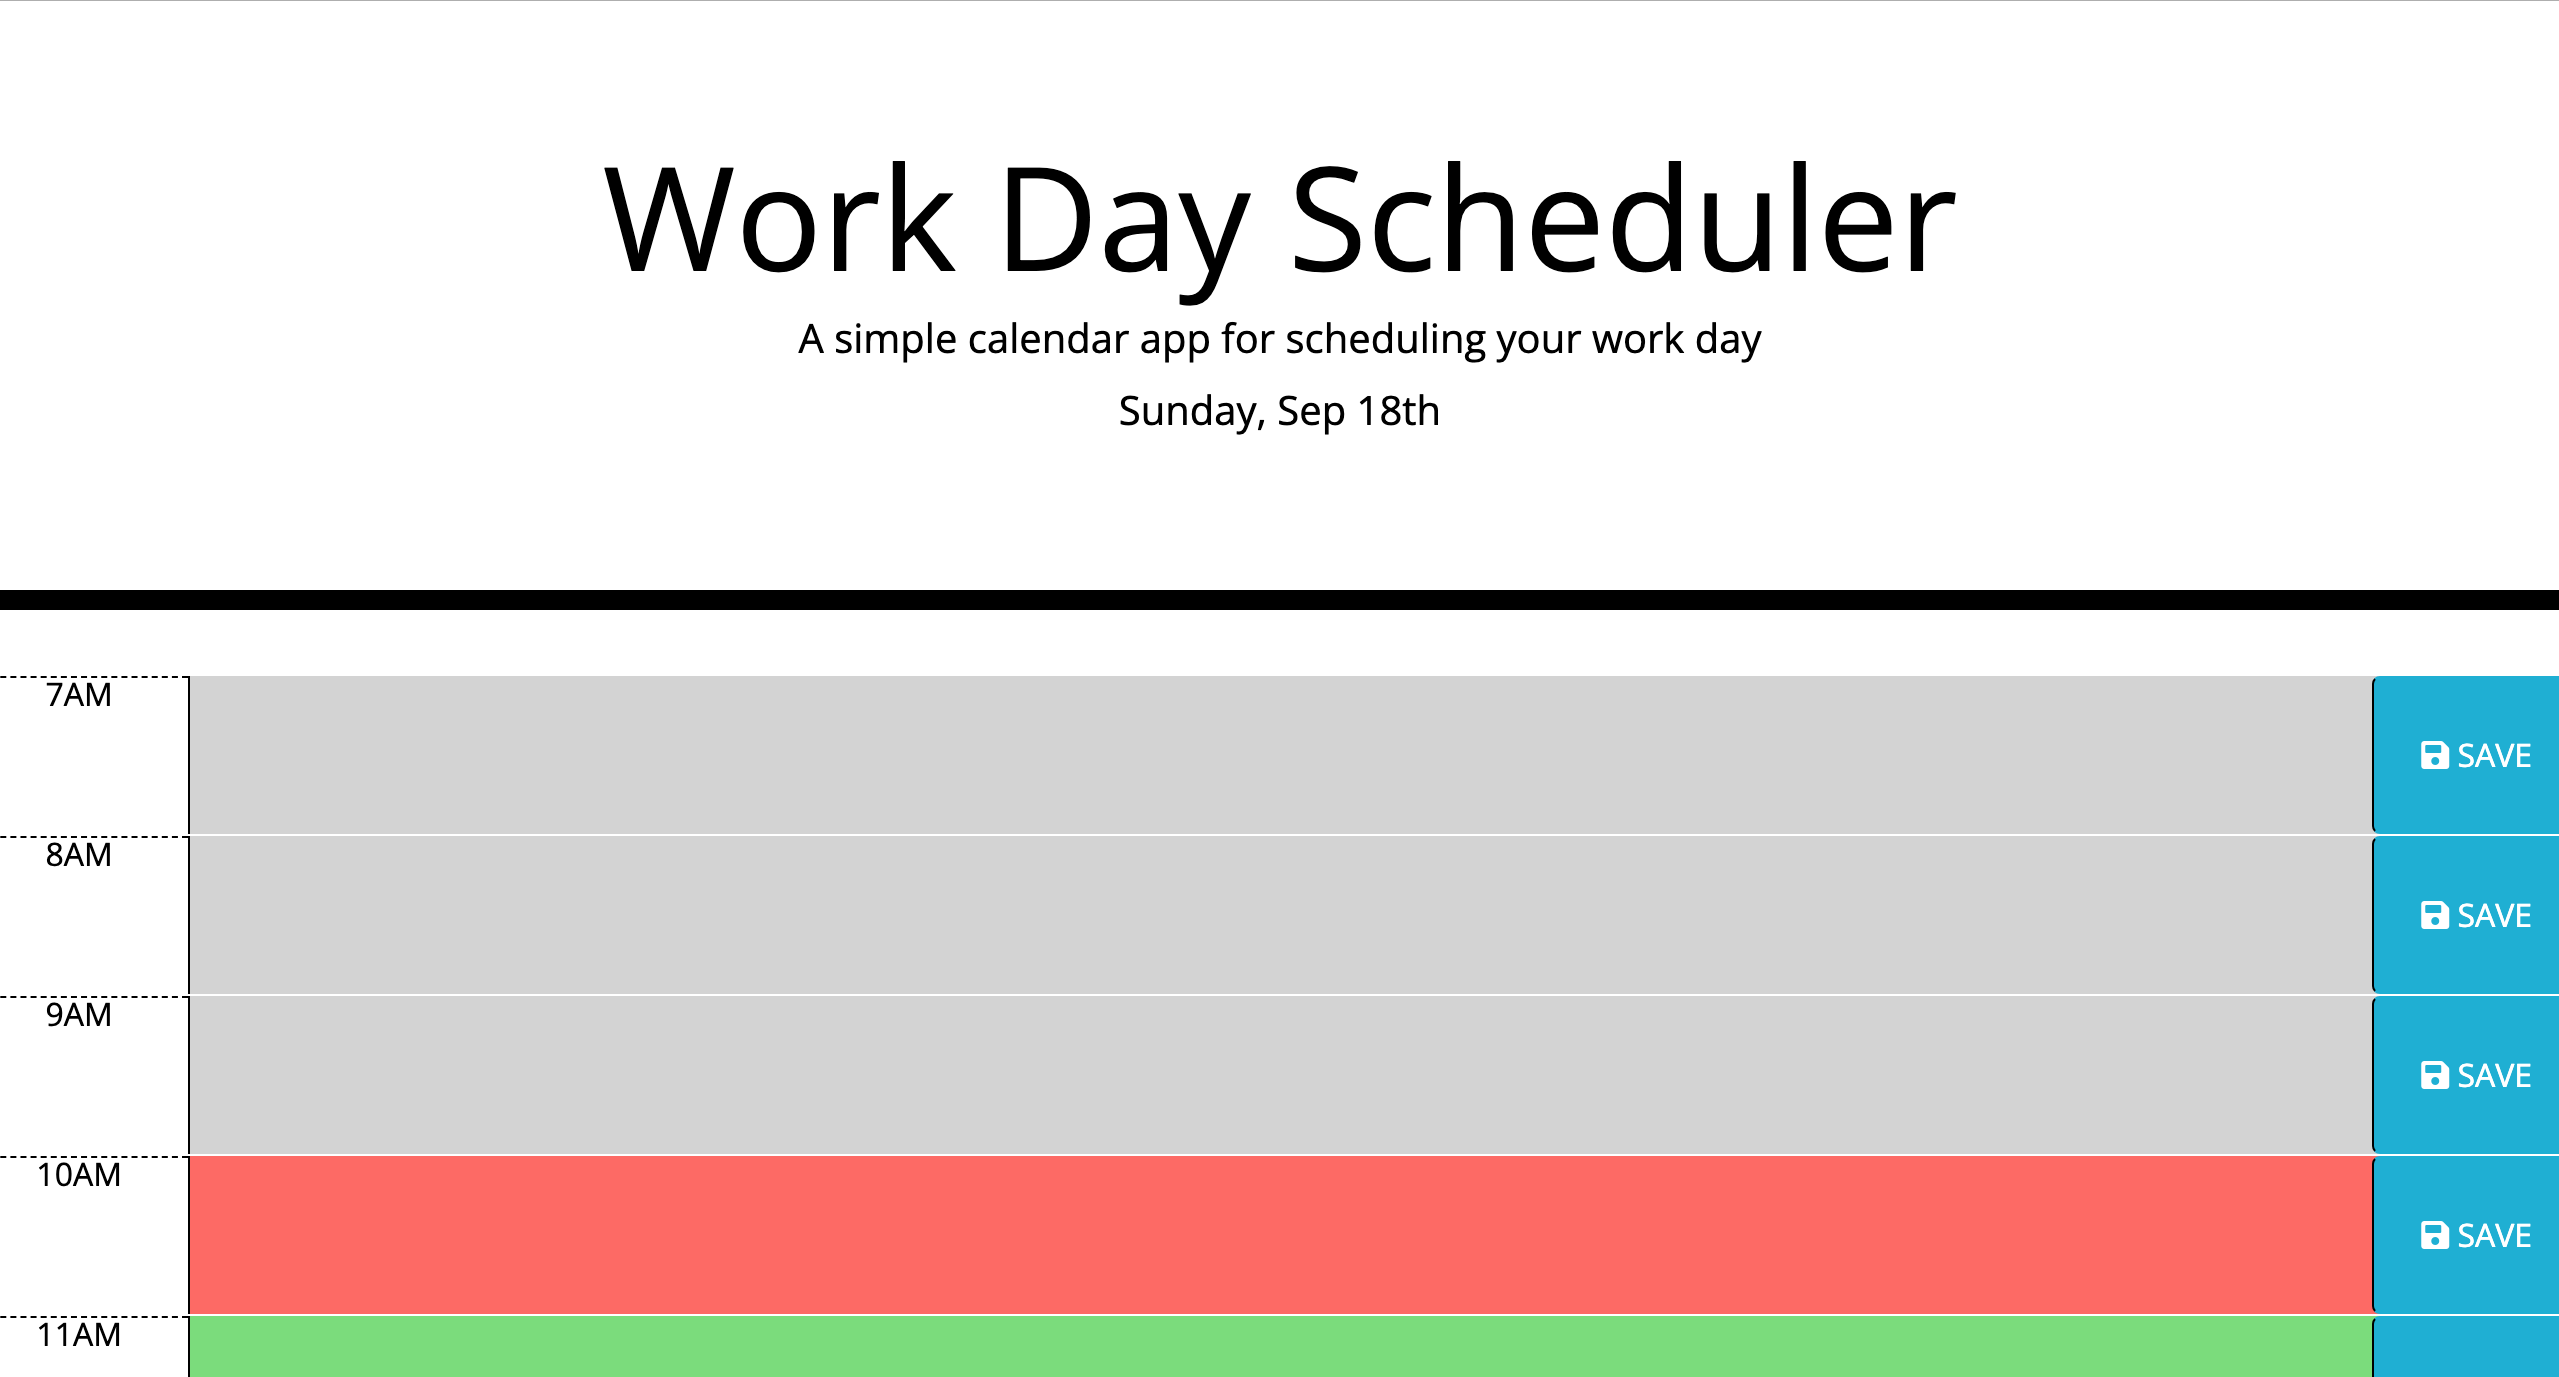 Work Day Scheduler
A simple calendar app for scheduling your work day
Sunday, Sep 18th
7AM
SAVE
8AM
SAVE
9AM
SAVE
10AM
SAVE
11AM